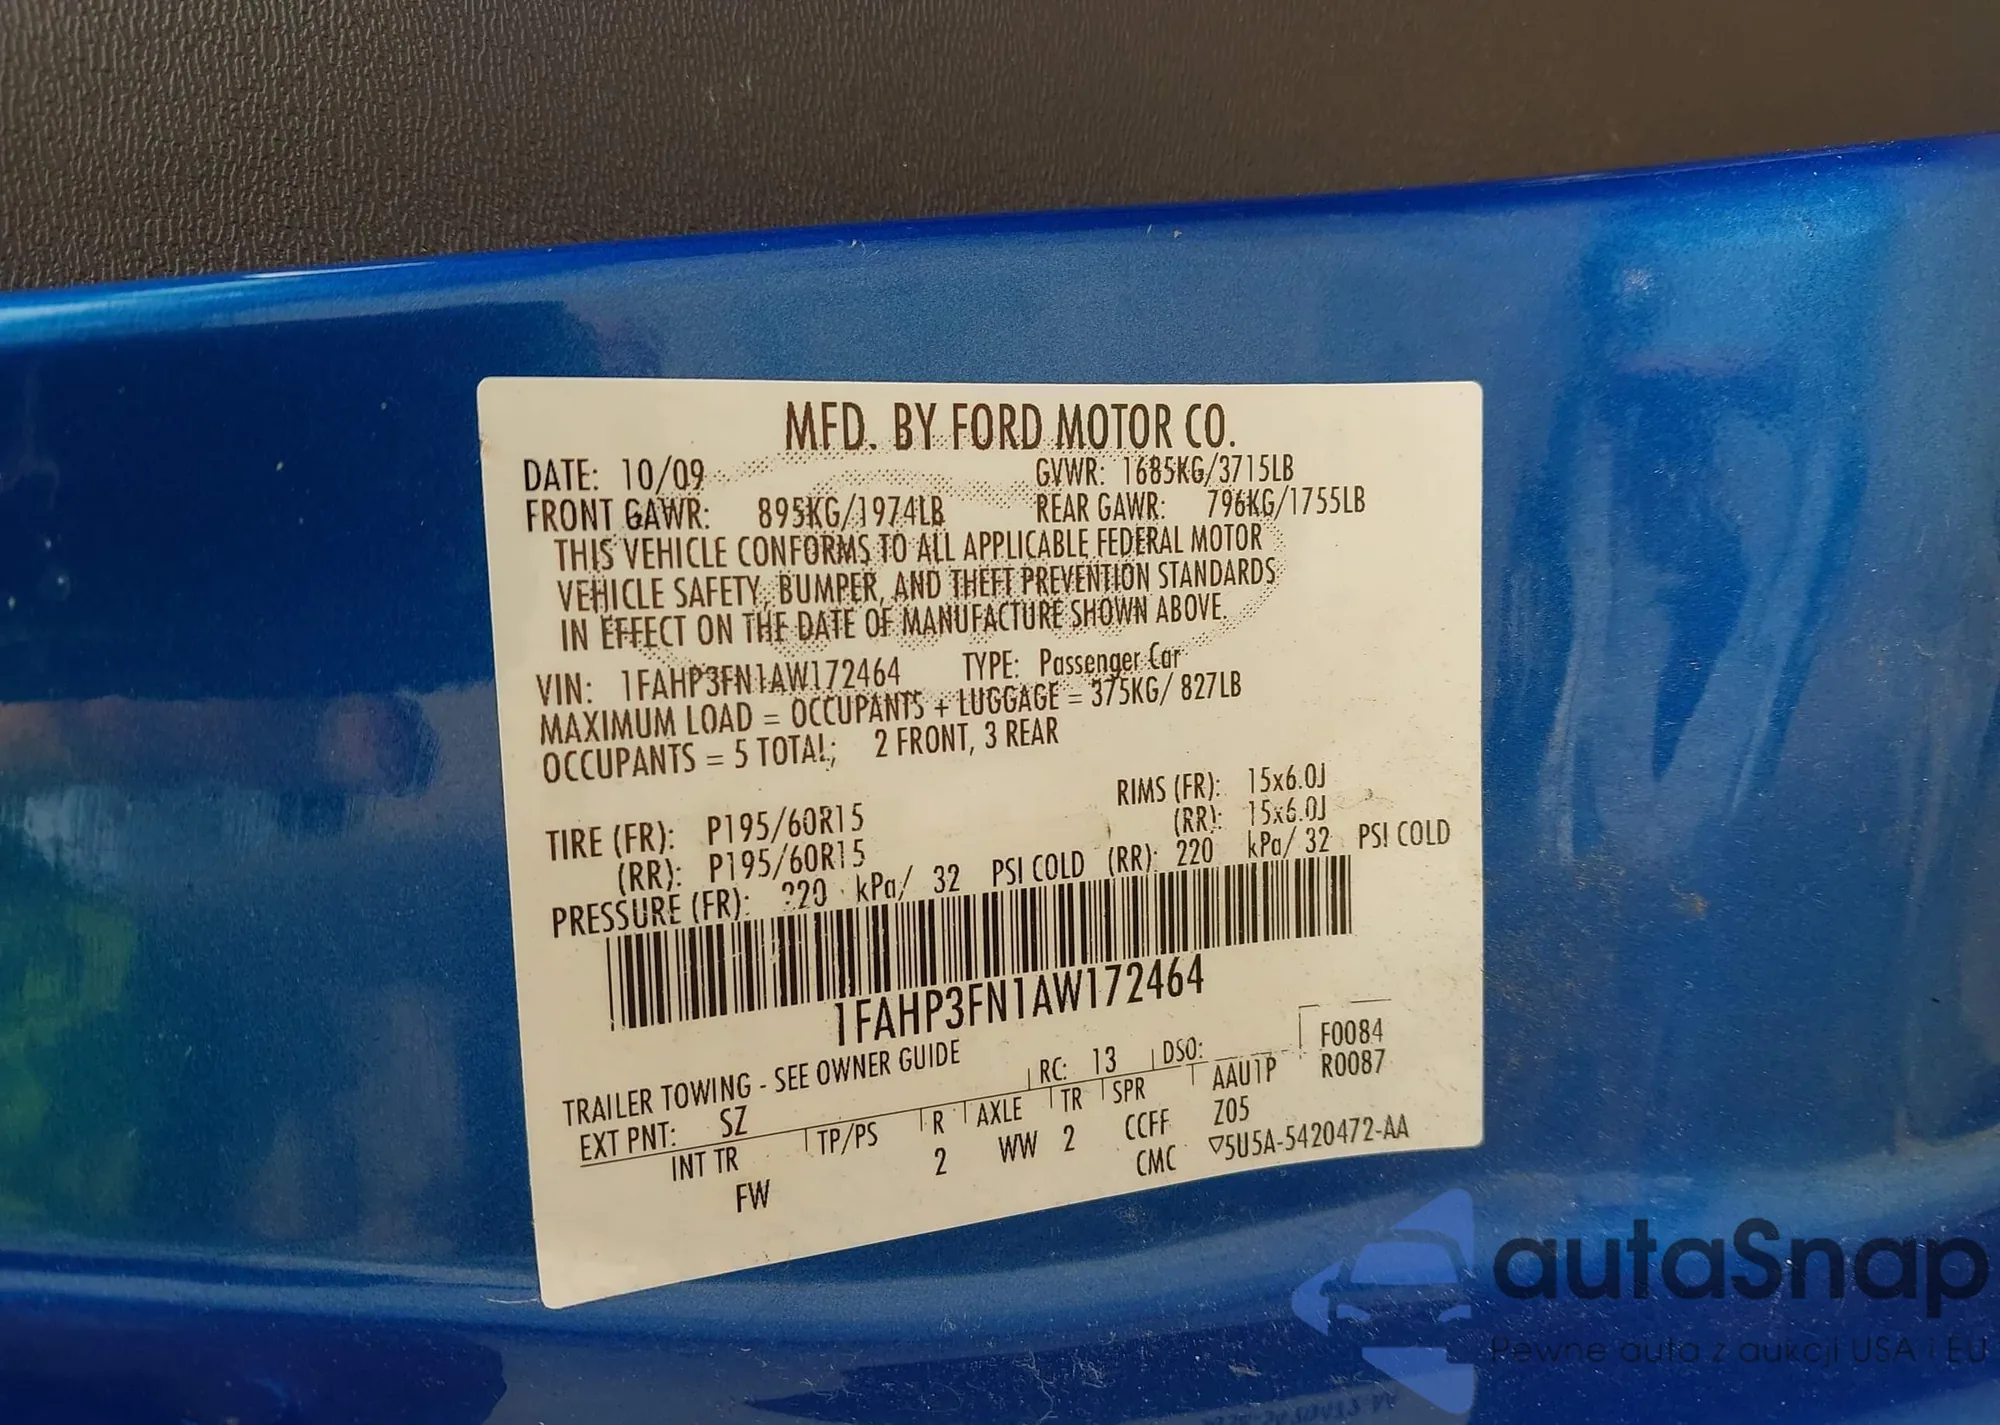 MFD. BY FORD MOTOR CO.
DATE: 10/09 GVWR: 1685KG/3715LB
FRONT GAWR: 895KG/1974LB REAR GAWR: 796KG/1755LB
THIS VEHICLE CONFORMS TO ALL APPLICABLE FEDERAL MOTOR
VEHICLE SAFETY, BUMPER, AND THEFT PREVENTION STANDARDS
IN EFFECT ON THE DATE OF MANUFACTURE SHOWN ABOVE.
VIN: 1FAHP3FN1AW172464 TYPE: Passenger Car
MAXIMUM LOAD = OCCUPANTS + LUGGAGE = 375KG/ 827LB
OCCUPANTS = 5 TOTAL; 2 FRONT, 3 REAR
TIRE (FR): P195/60R15 RIMS (FR): 15x6.0J
(RR): P195/60R15 (RR): 15x6.0J
PRESSURE (FR): 220 kPa/ 32 PSI COLD (RR): 220 kPa/ 32 PSI COLD
1FAHP3FN1AW172464
TRAILER TOWING - SEE OWNER GUIDE
EXT PNT: SZ RC: 13 DSO: F0084
INT TR TP/PS R AXLE TR SPR AAU1P R0087
FW 2 WW 2 CCFF Z05
CMC ▽5U5A-5420472-AA
autaSnap
Pewne auta z aukcji USA i EU